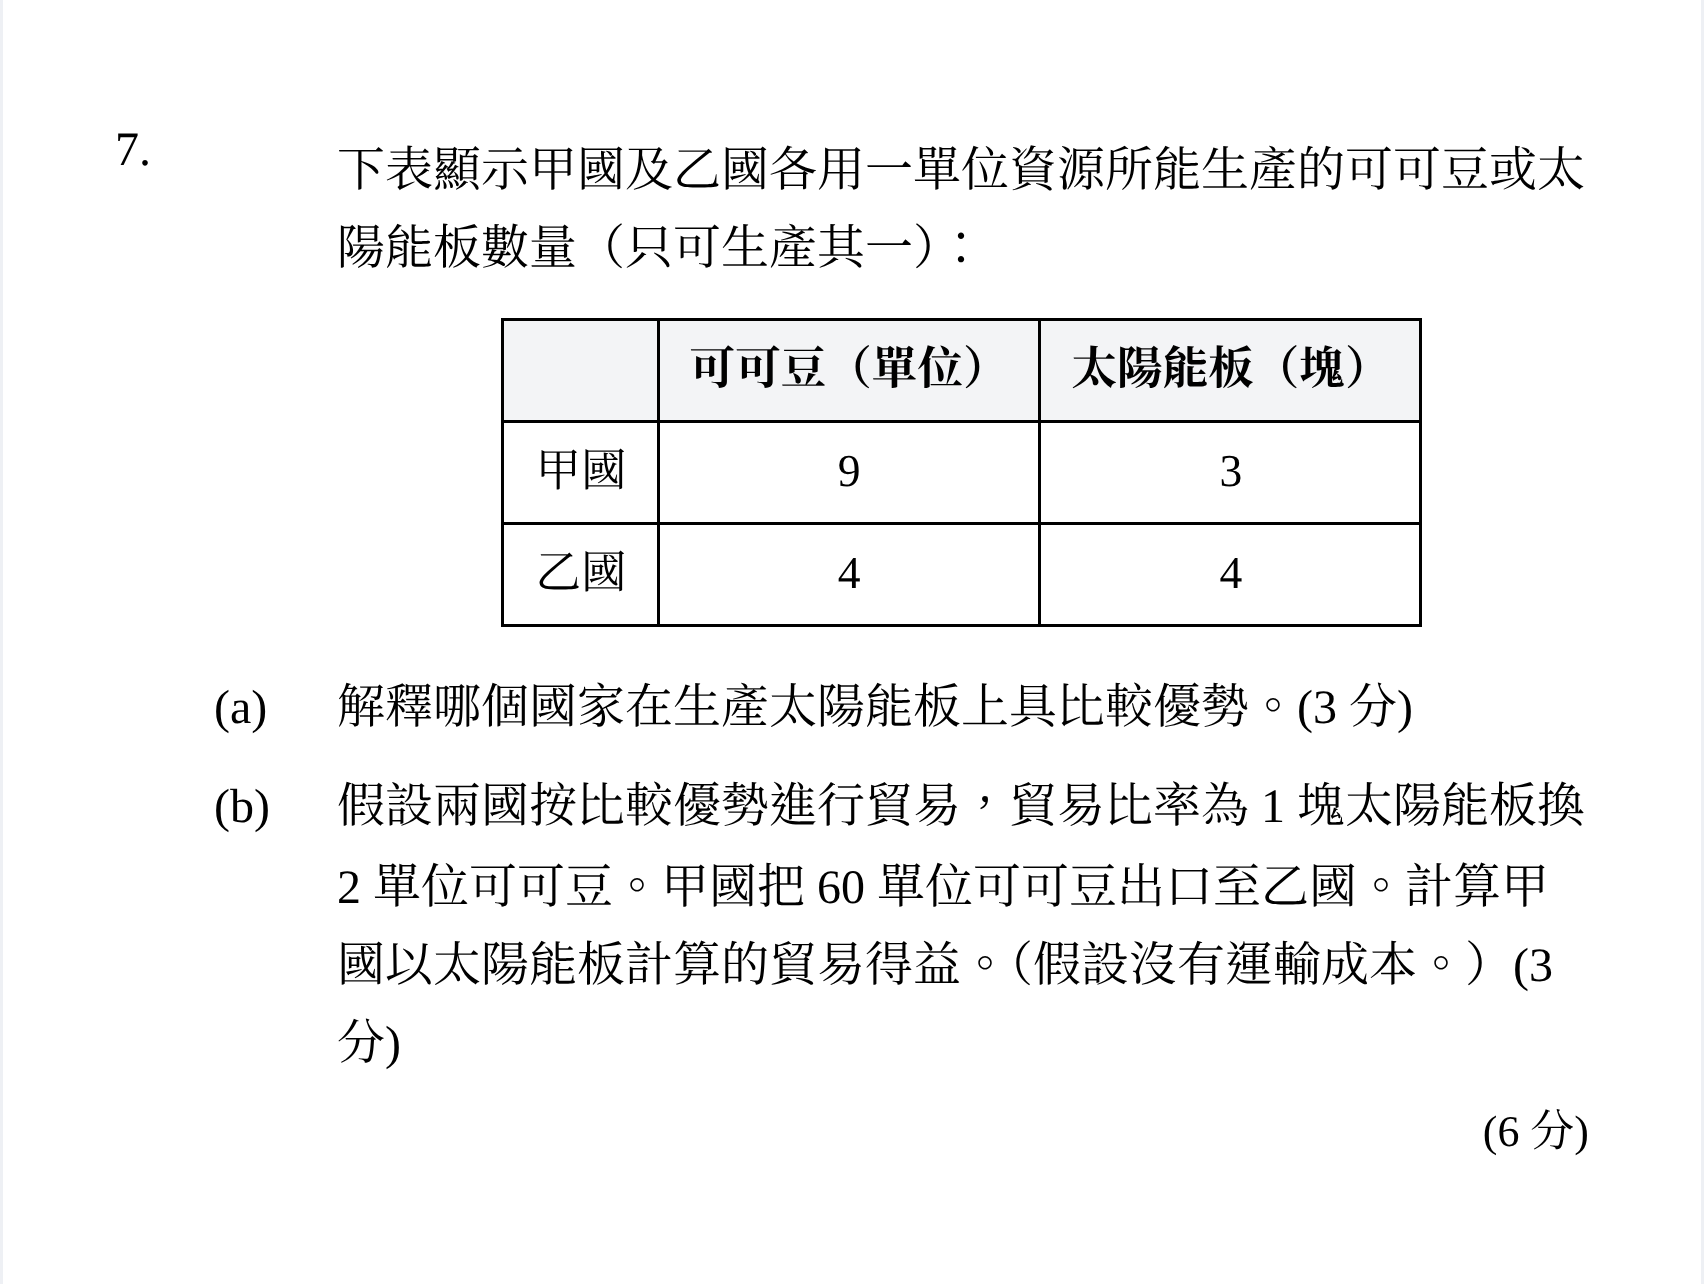 7.
下表顯示甲國及乙國各用一單位資源所能生產的可可豆或太
陽能板數量（只可生產其一）：
可可豆（單位） 太陽能板（塊）
甲國 9 3
乙國 4 4
(a) 解釋哪個國家在生產太陽能板上具比較優勢。(3 分)
(b) 假設兩國按比較優勢進行貿易，貿易比率為 1 塊太陽能板換
2 單位可可豆。甲國把 60 單位可可豆出口至乙國。計算甲
國以太陽能板計算的貿易得益。（假設沒有運輸成本。）(3
分)
(6 分)